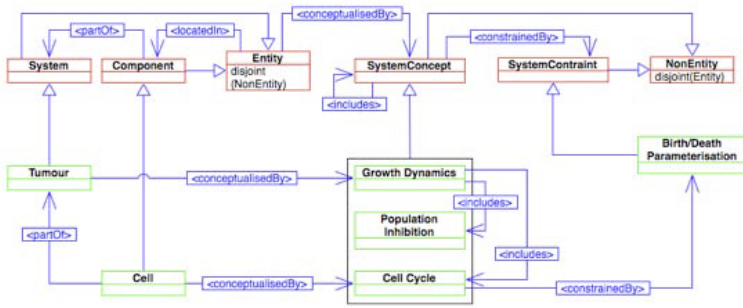 <partOf>
<locatedIn>
<conceptualisedBy>
<constrainedBy>
System
Component
Entity
disjoint
(NonEntity)
SystemConcept
SystemContraint
NonEntity
disjoint(Entity)
<includes>
Birth/Death
Parameterisation
Tumour
<conceptualisedBy>
Growth Dynamics
<includes>
Population
Inhibition
<partOf>
<includes>
Cell
<conceptualisedBy>
Cell Cycle
<constrainedBy>